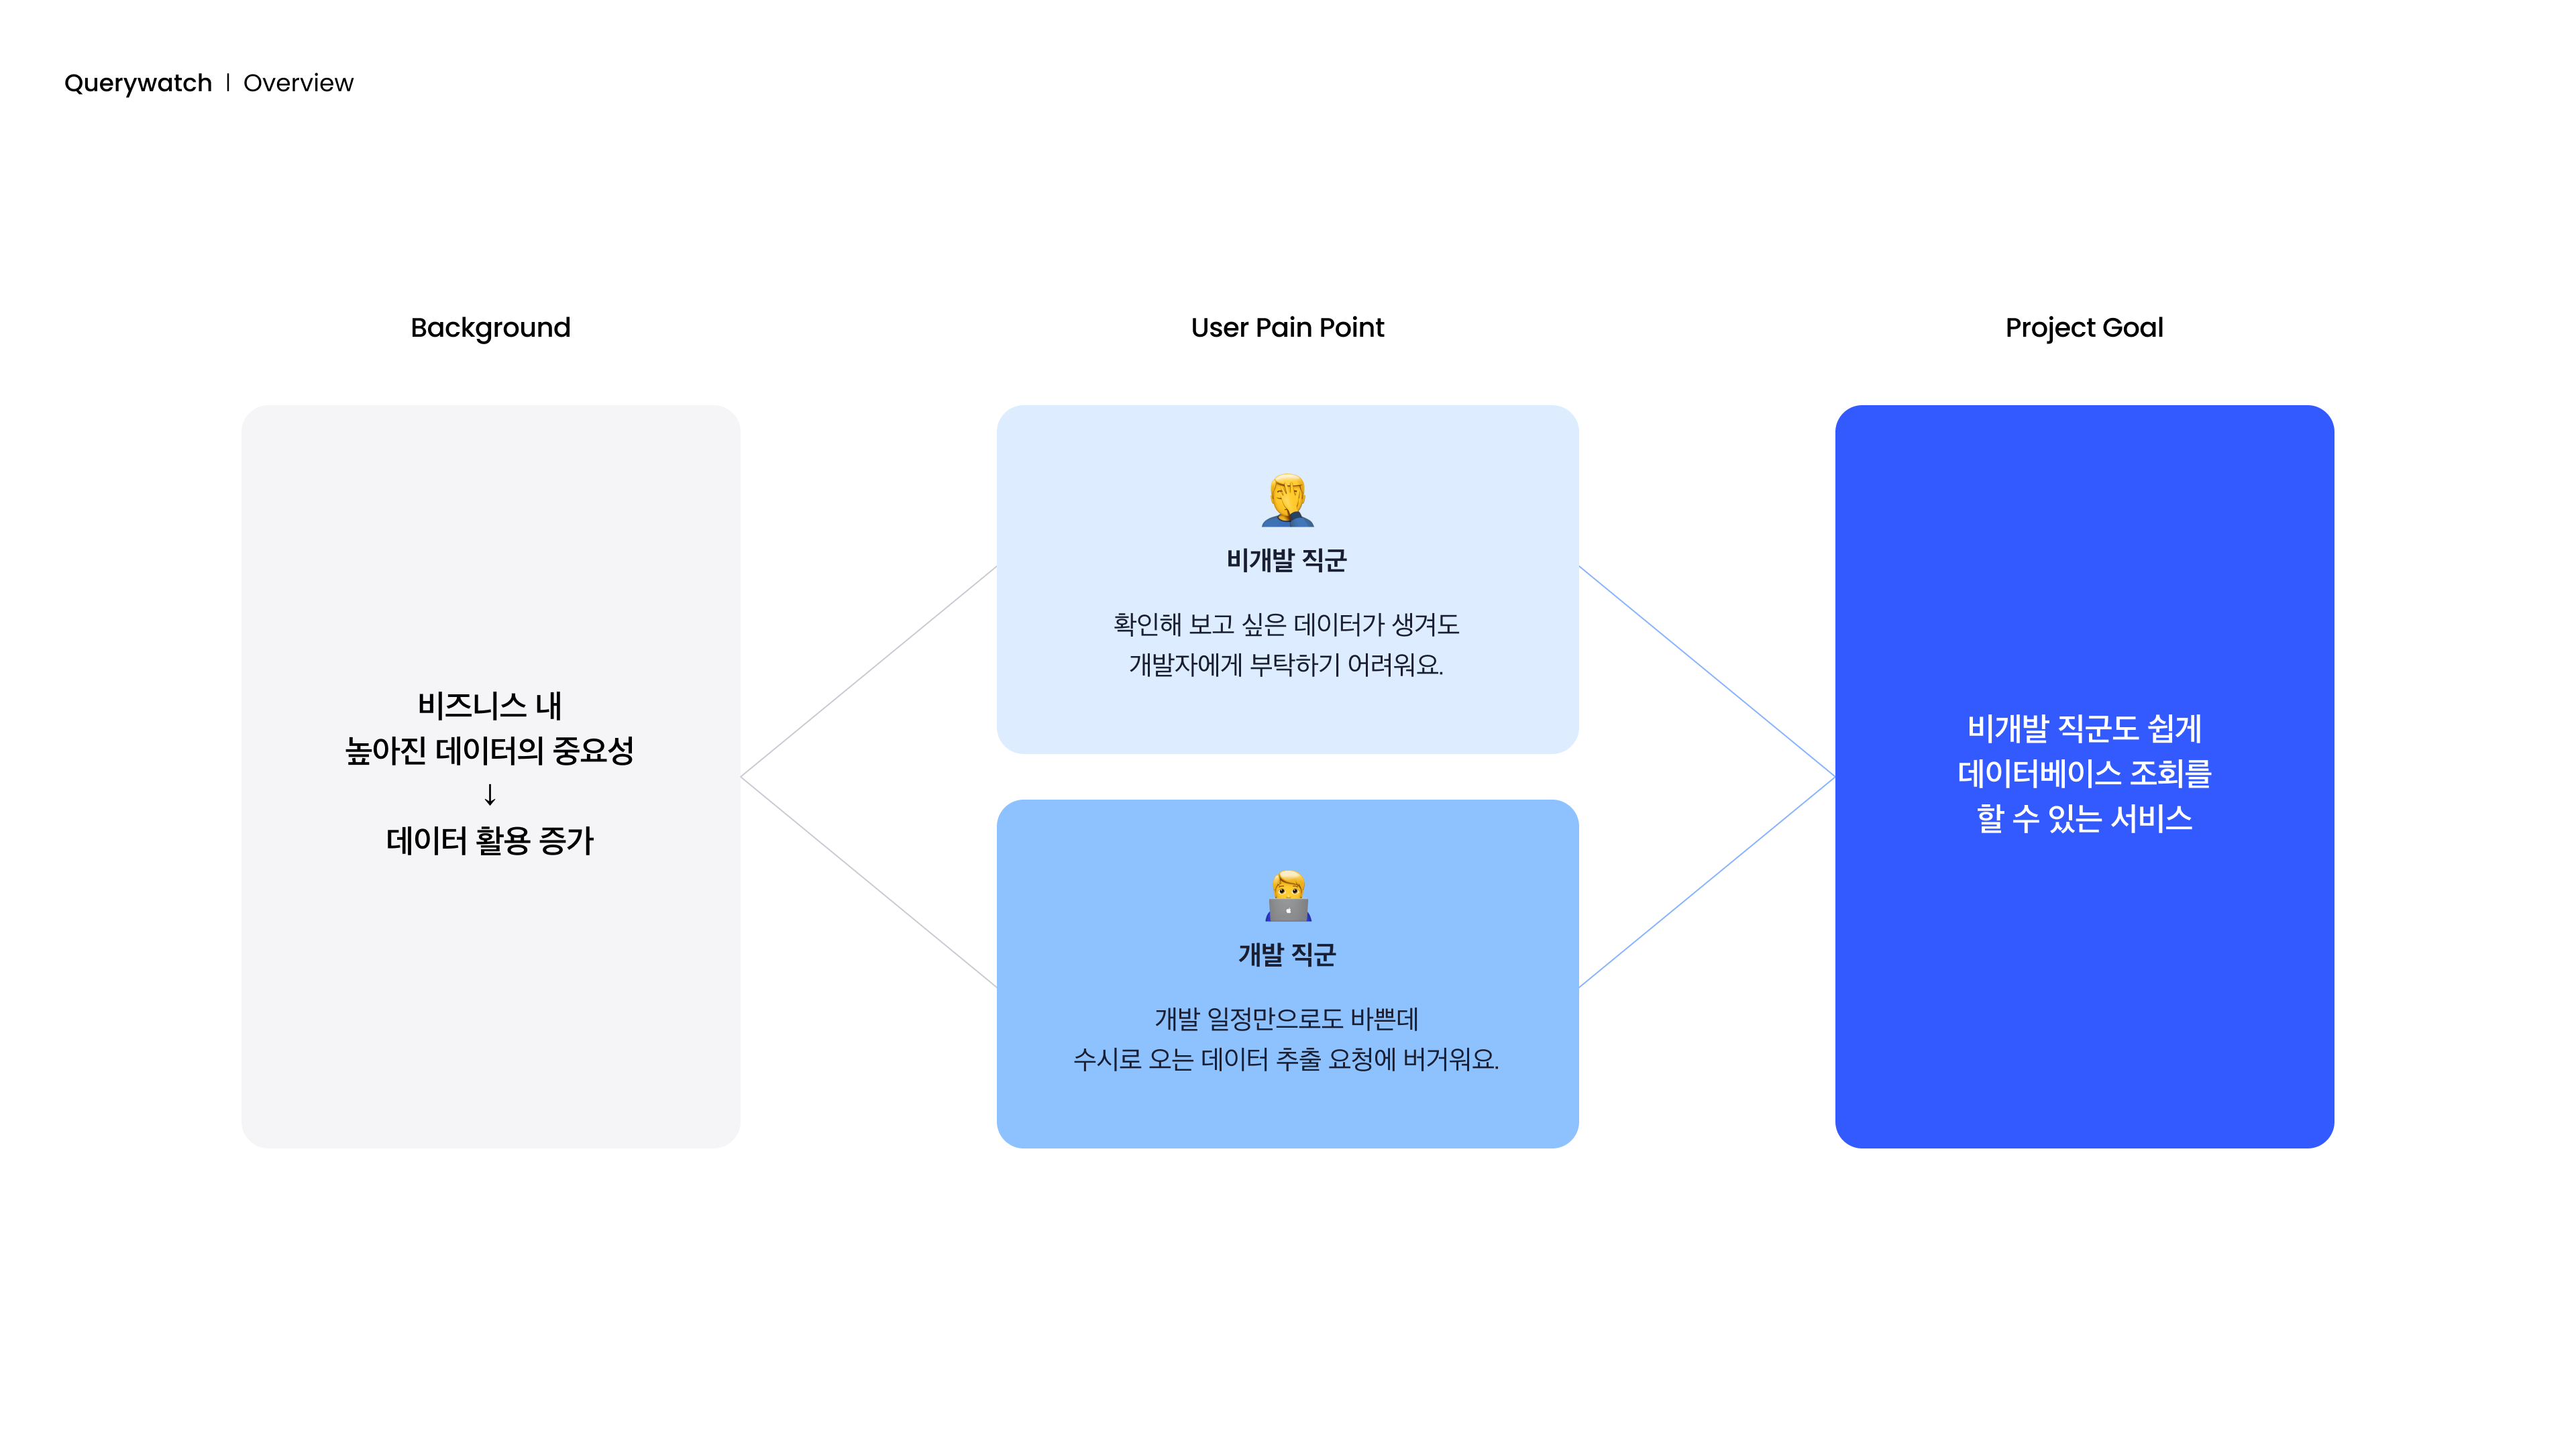 Querywatch | Overview
Background
비즈니스 내
높아진 데이터의 중요성
↓
데이터 활용 증가
User Pain Point
비개발 직군
확인해 보고 싶은 데이터가 생겨도
개발자에게 부탁하기 어려워요.
개발 직군
개발 일정만으로도 바쁜데
수시로 오는 데이터 추출 요청에 버거워요.
Project Goal
비개발 직군도 쉽게
데이터베이스 조회를
할 수 있는 서비스